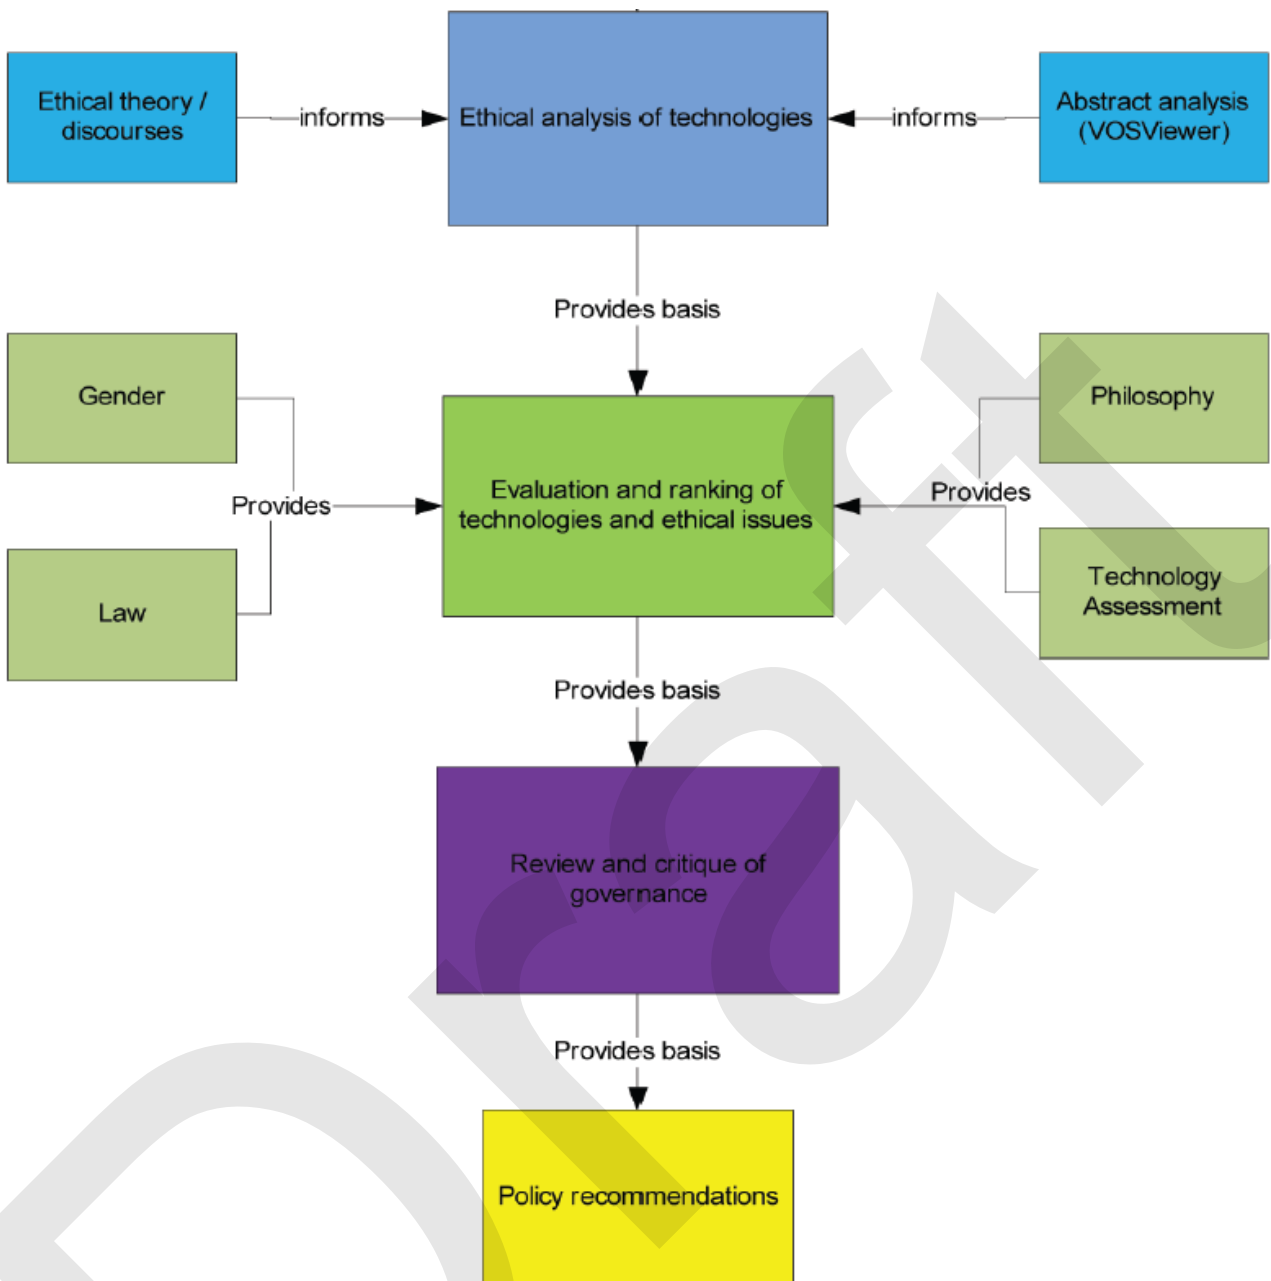 Ethical theory /
discourses
informs
Ethical analysis of technologies
informs
Abstract analysis
(VOSViewer)
Provides basis
Gender
Philosophy
Provides
Evaluation and ranking of
technologies and ethical issues
Provides
Law
Technology
Assessment
Provides basis
Review and critique of
governance
Provides basis
Policy recommendations
Draft